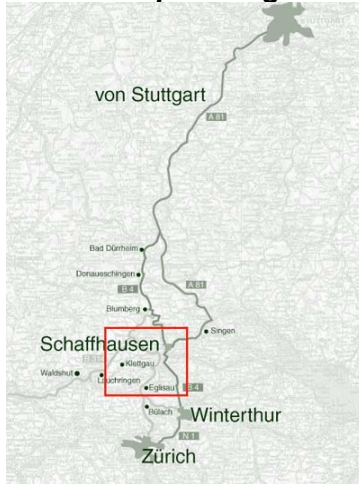 von Stuttgart
A 81
Bad Dürrheim
Donaueschingen
B 4
A 81
Blumberg
Singen
Schaffhausen
Klettgau
Waldshut
Lauchringen
Eglisau
B 4
Bülach
Winterthur
N 1
Zürich